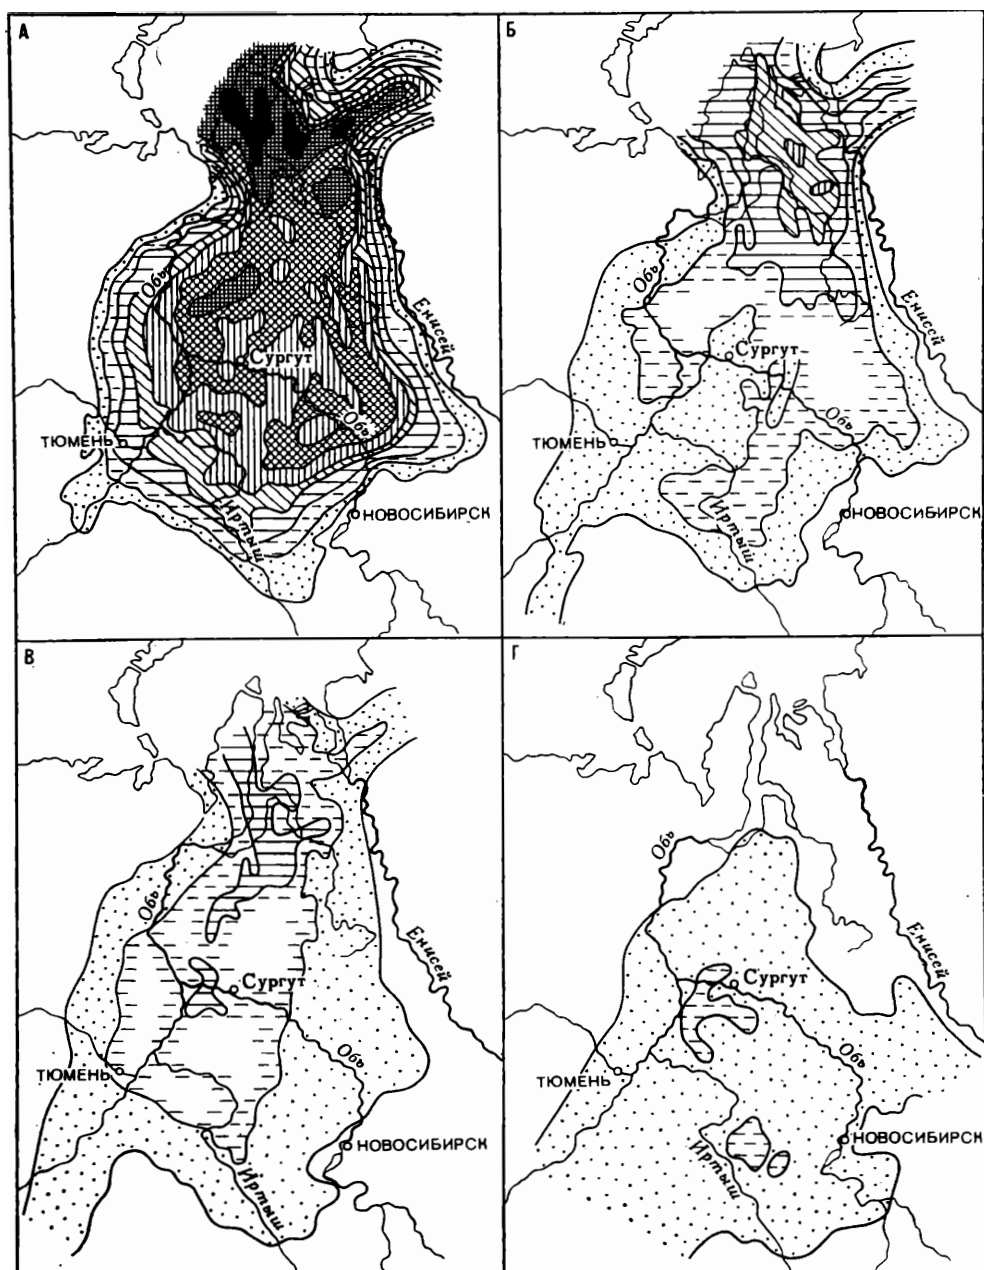 А
Обь
Енисей
Сургут
Обь
ТЮМЕНЬ
Иртыш
НОВОСИБИРСК
Б
Обь
Енисей
Сургут
Обь
ТЮМЕНЬ
Иртыш
НОВОСИБИРСК
В
Обь
Енисей
Сургут
Обь
ТЮМЕНЬ
НОВОСИБИРСК
Иртыш
Г
Обь
Енисей
Сургут
Обь
ТЮМЕНЬ
НОВОСИБИРСК
Иртыш